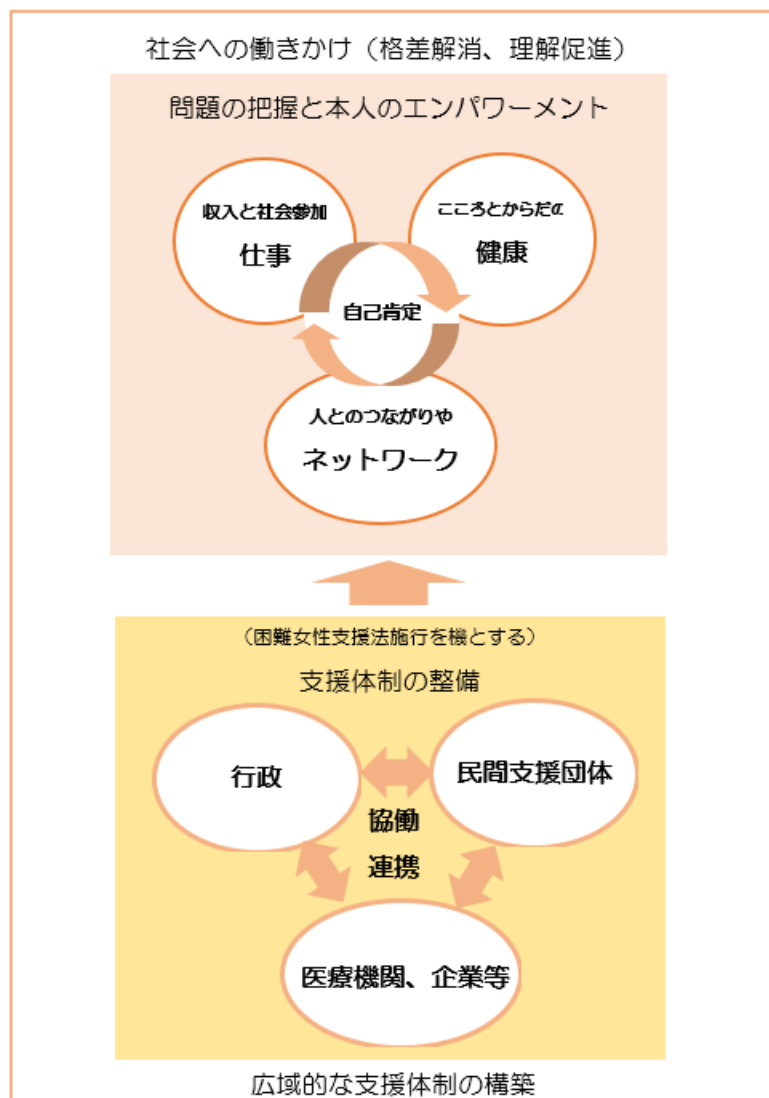 社会への働きかけ（格差解消、理解促進）
問題の把握と本人のエンパワーメント
収入と社会参加
仕事
こころとからだの
健康
自己肯定
人とのつながりや
ネットワーク
（困難女性支援法施行を機とする）
支援体制の整備
行政
民間支援団体
協働
連携
医療機関、企業等
広域的な支援体制の構築